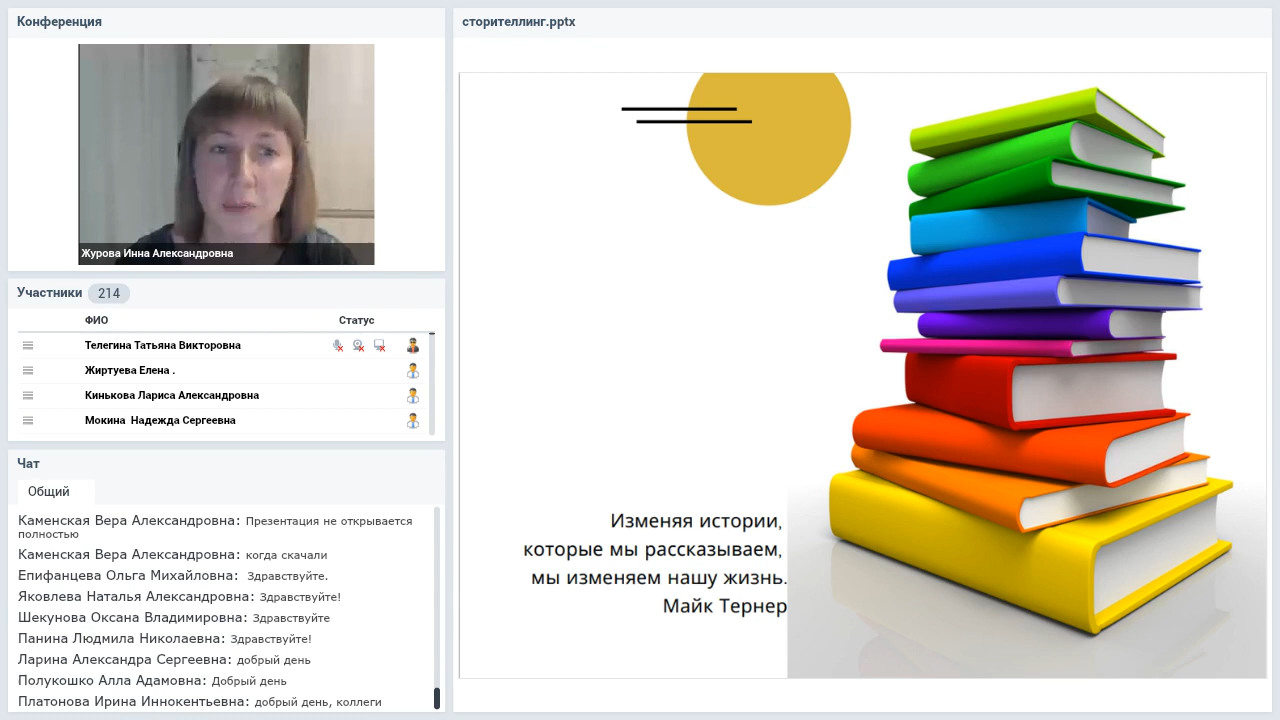 Конференция
Журова Инна Александровна
Участники 214
ФИО Статус
Телегина Татьяна Викторовна
Жиртуева Елена .
Кинькова Лариса Александровна
Мокина Надежда Сергеевна
Чат
Общий
Каменская Вера Александровна: Презентация не открывается
полностью
Каменская Вера Александровна: когда скачали
Епифанцева Ольга Михайловна: Здравствуйте.
Яковлева Наталья Александровна: Здравствуйте!
Шекунова Оксана Владимировна: Здравствуйте
Панина Людмила Николаевна: Здравствуйте!
Ларина Александра Сергеевна: добрый день
Полукошко Алла Адамовна: Добрый день
Платонова Ирина Иннокентьевна: добрый день, коллеги
сторителлинг.pptx
Изменяя истории,
которые мы рассказываем,
мы изменяем нашу жизнь.
Майк Тернер